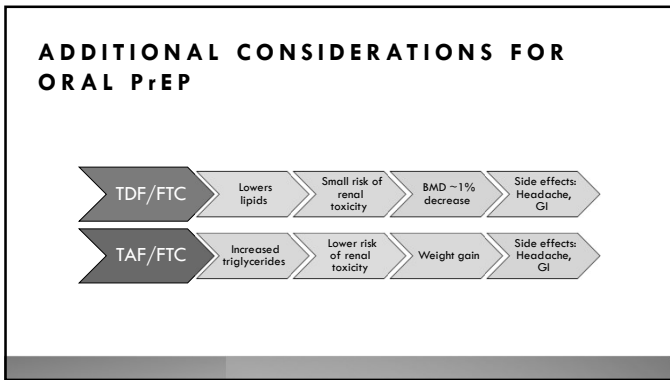 ADDITIONAL CONSIDERATIONS FOR
ORAL PrEP
TDF/FTC
Lowers
lipids
Small risk of
renal
toxicity
BMD ~1%
decrease
Side effects:
Headache,
GI
TAF/FTC
Increased
triglycerides
Lower risk
of renal
toxicity
Weight gain
Side effects:
Headache,
GI